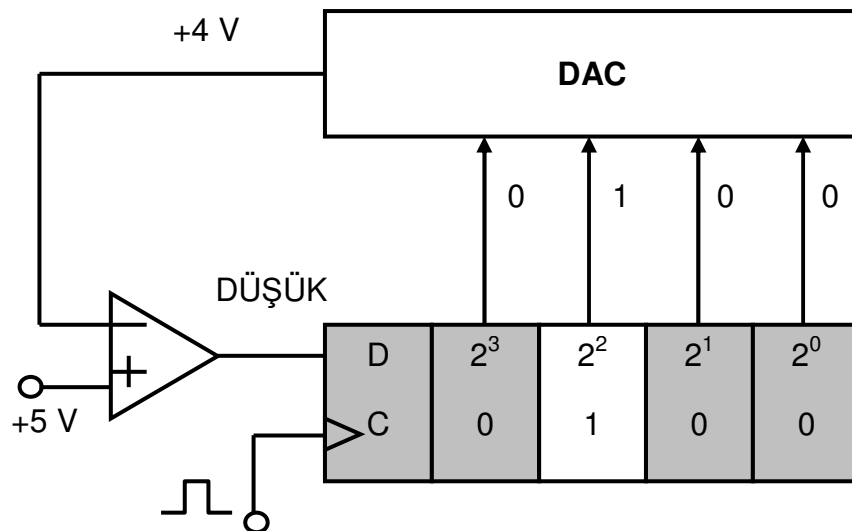 +4 V
DAC
0 1 0 0
DÜŞÜK
D 2³ 2² 2¹ 2⁰
+5 V
C 0 1 0 0